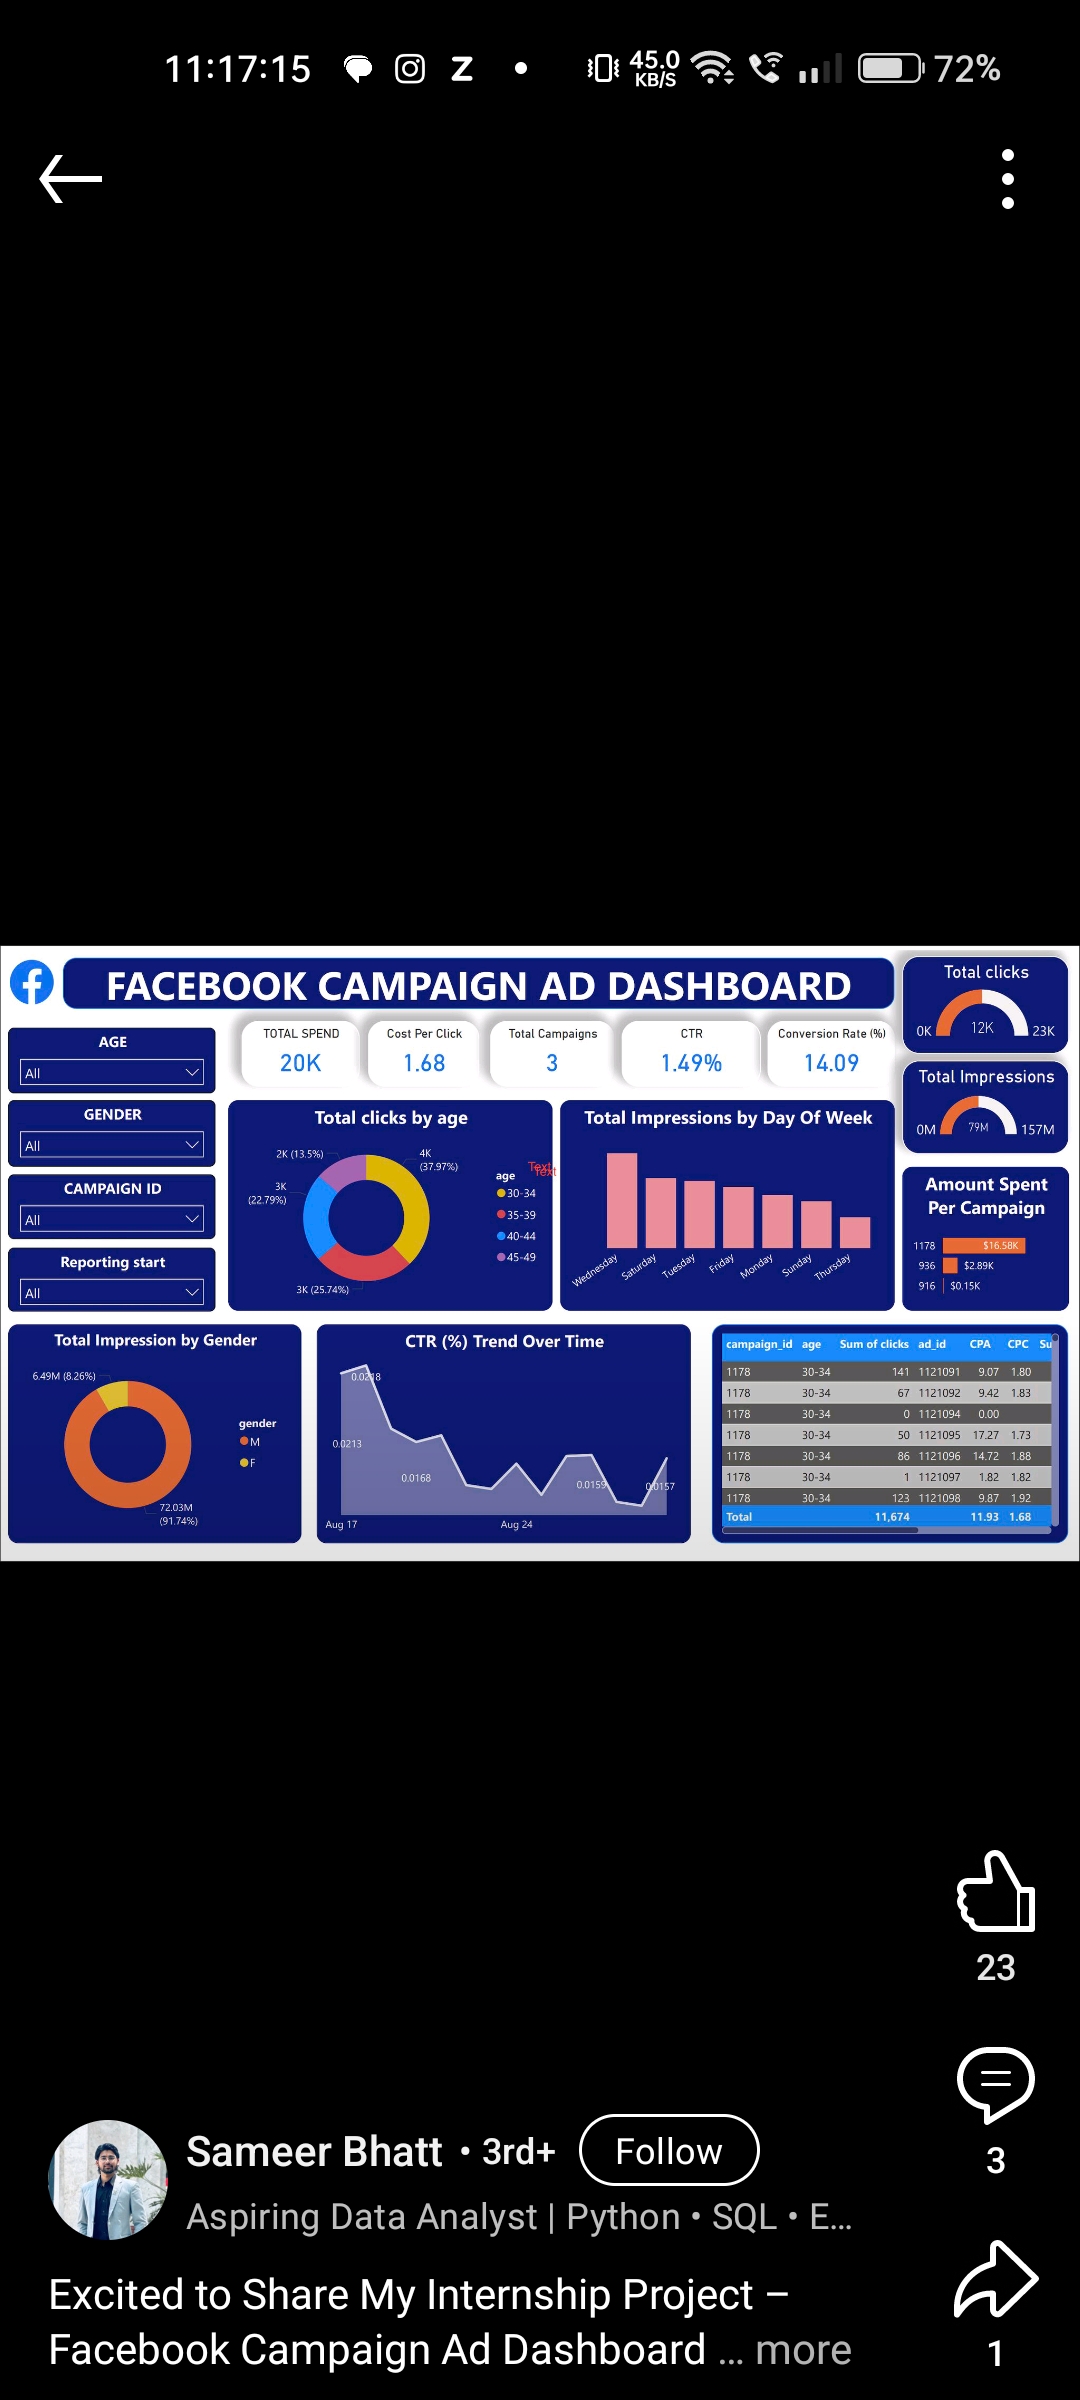 11:17:15
Z
45.0
KB/S
72%
FACEBOOK CAMPAIGN AD DASHBOARD
Total clicks
0K
12K
23K
AGE
All
TOTAL SPEND
20K
Cost Per Click
1.68
Total Campaigns
3
CTR
1.49%
Conversion Rate (%)
14.09
Total Impressions
0M
79M
157M
GENDER
All
CAMPAIGN ID
All
Reporting start
All
Total clicks by age
2K (13.5%)
4K
(37.97%)
3K
(22.79%)
3K (25.74%)
Text
Text
age
30-34
35-39
40-44
45-49
Total Impressions by Day Of Week
Wednesday
Saturday
Tuesday
Friday
Monday
Sunday
Thursday
Amount Spent
Per Campaign
1178 $16.58K
936 $2.89K
916 $0.15K
Total Impression by Gender
6.49M (8.26%)
gender
M
F
72.03M
(91.74%)
CTR (%) Trend Over Time
0.0218
0.0213
0.0168
0.0159
0.0157
Aug 17
Aug 24
campaign_id age Sum of clicks ad_id CPA CPC Su
1178 30-34 141 1121091 9.07 1.80
1178 30-34 67 1121092 9.42 1.83
1178 30-34 0 1121094 0.00
1178 30-34 50 1121095 17.27 1.73
1178 30-34 86 1121096 14.72 1.88
1178 30-34 1 1121097 1.82 1.82
1178 30-34 123 1121098 9.87 1.92
Total 11,674 11.93 1.68
23
3
Sameer Bhatt • 3rd+
Follow
Aspiring Data Analyst | Python • SQL • E...
Excited to Share My Internship Project –
Facebook Campaign Ad Dashboard ... more
1